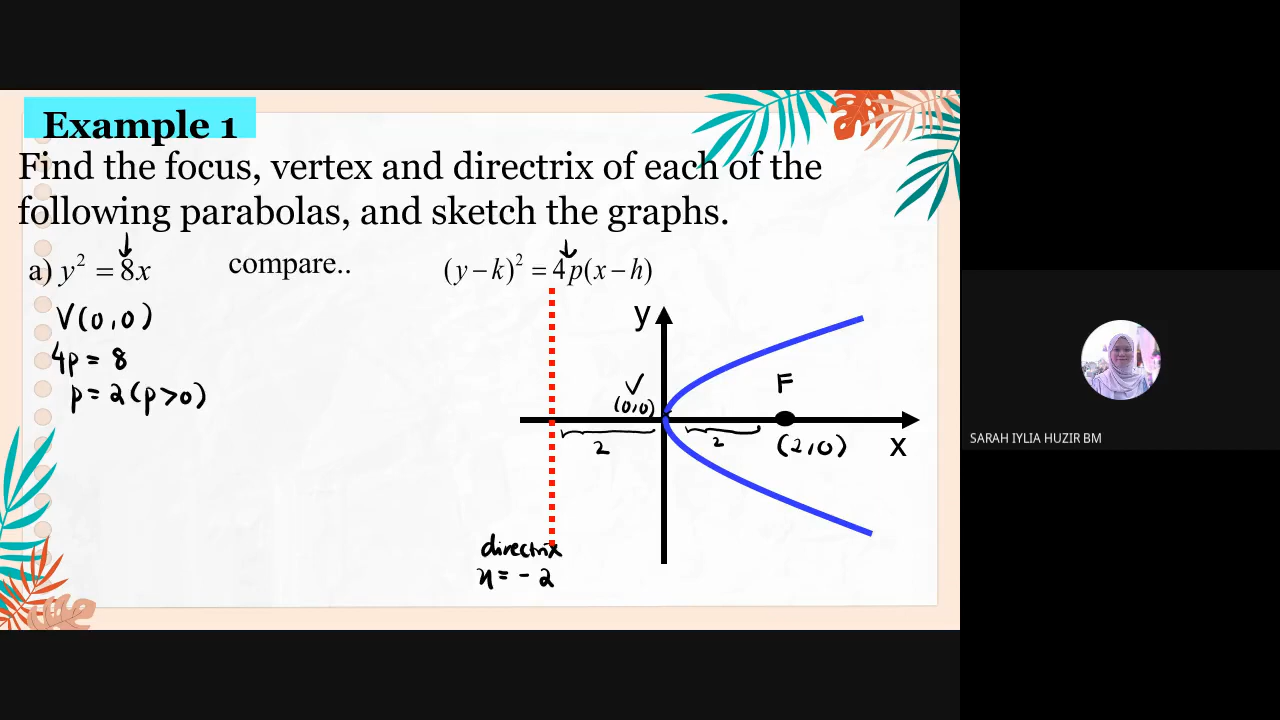 Example 1
Find the focus, vertex and directrix of each of the
following parabolas, and sketch the graphs.
a) y² = 8x compare.. (y − k)² = 4p(x − h)
V(0,0)
4p = 8
p = 2 (p>0)
y
V
(0,0)
F
2
2
(2,0)
x
directrix
x = - 2
SARAH IYLIA HUZIR BM